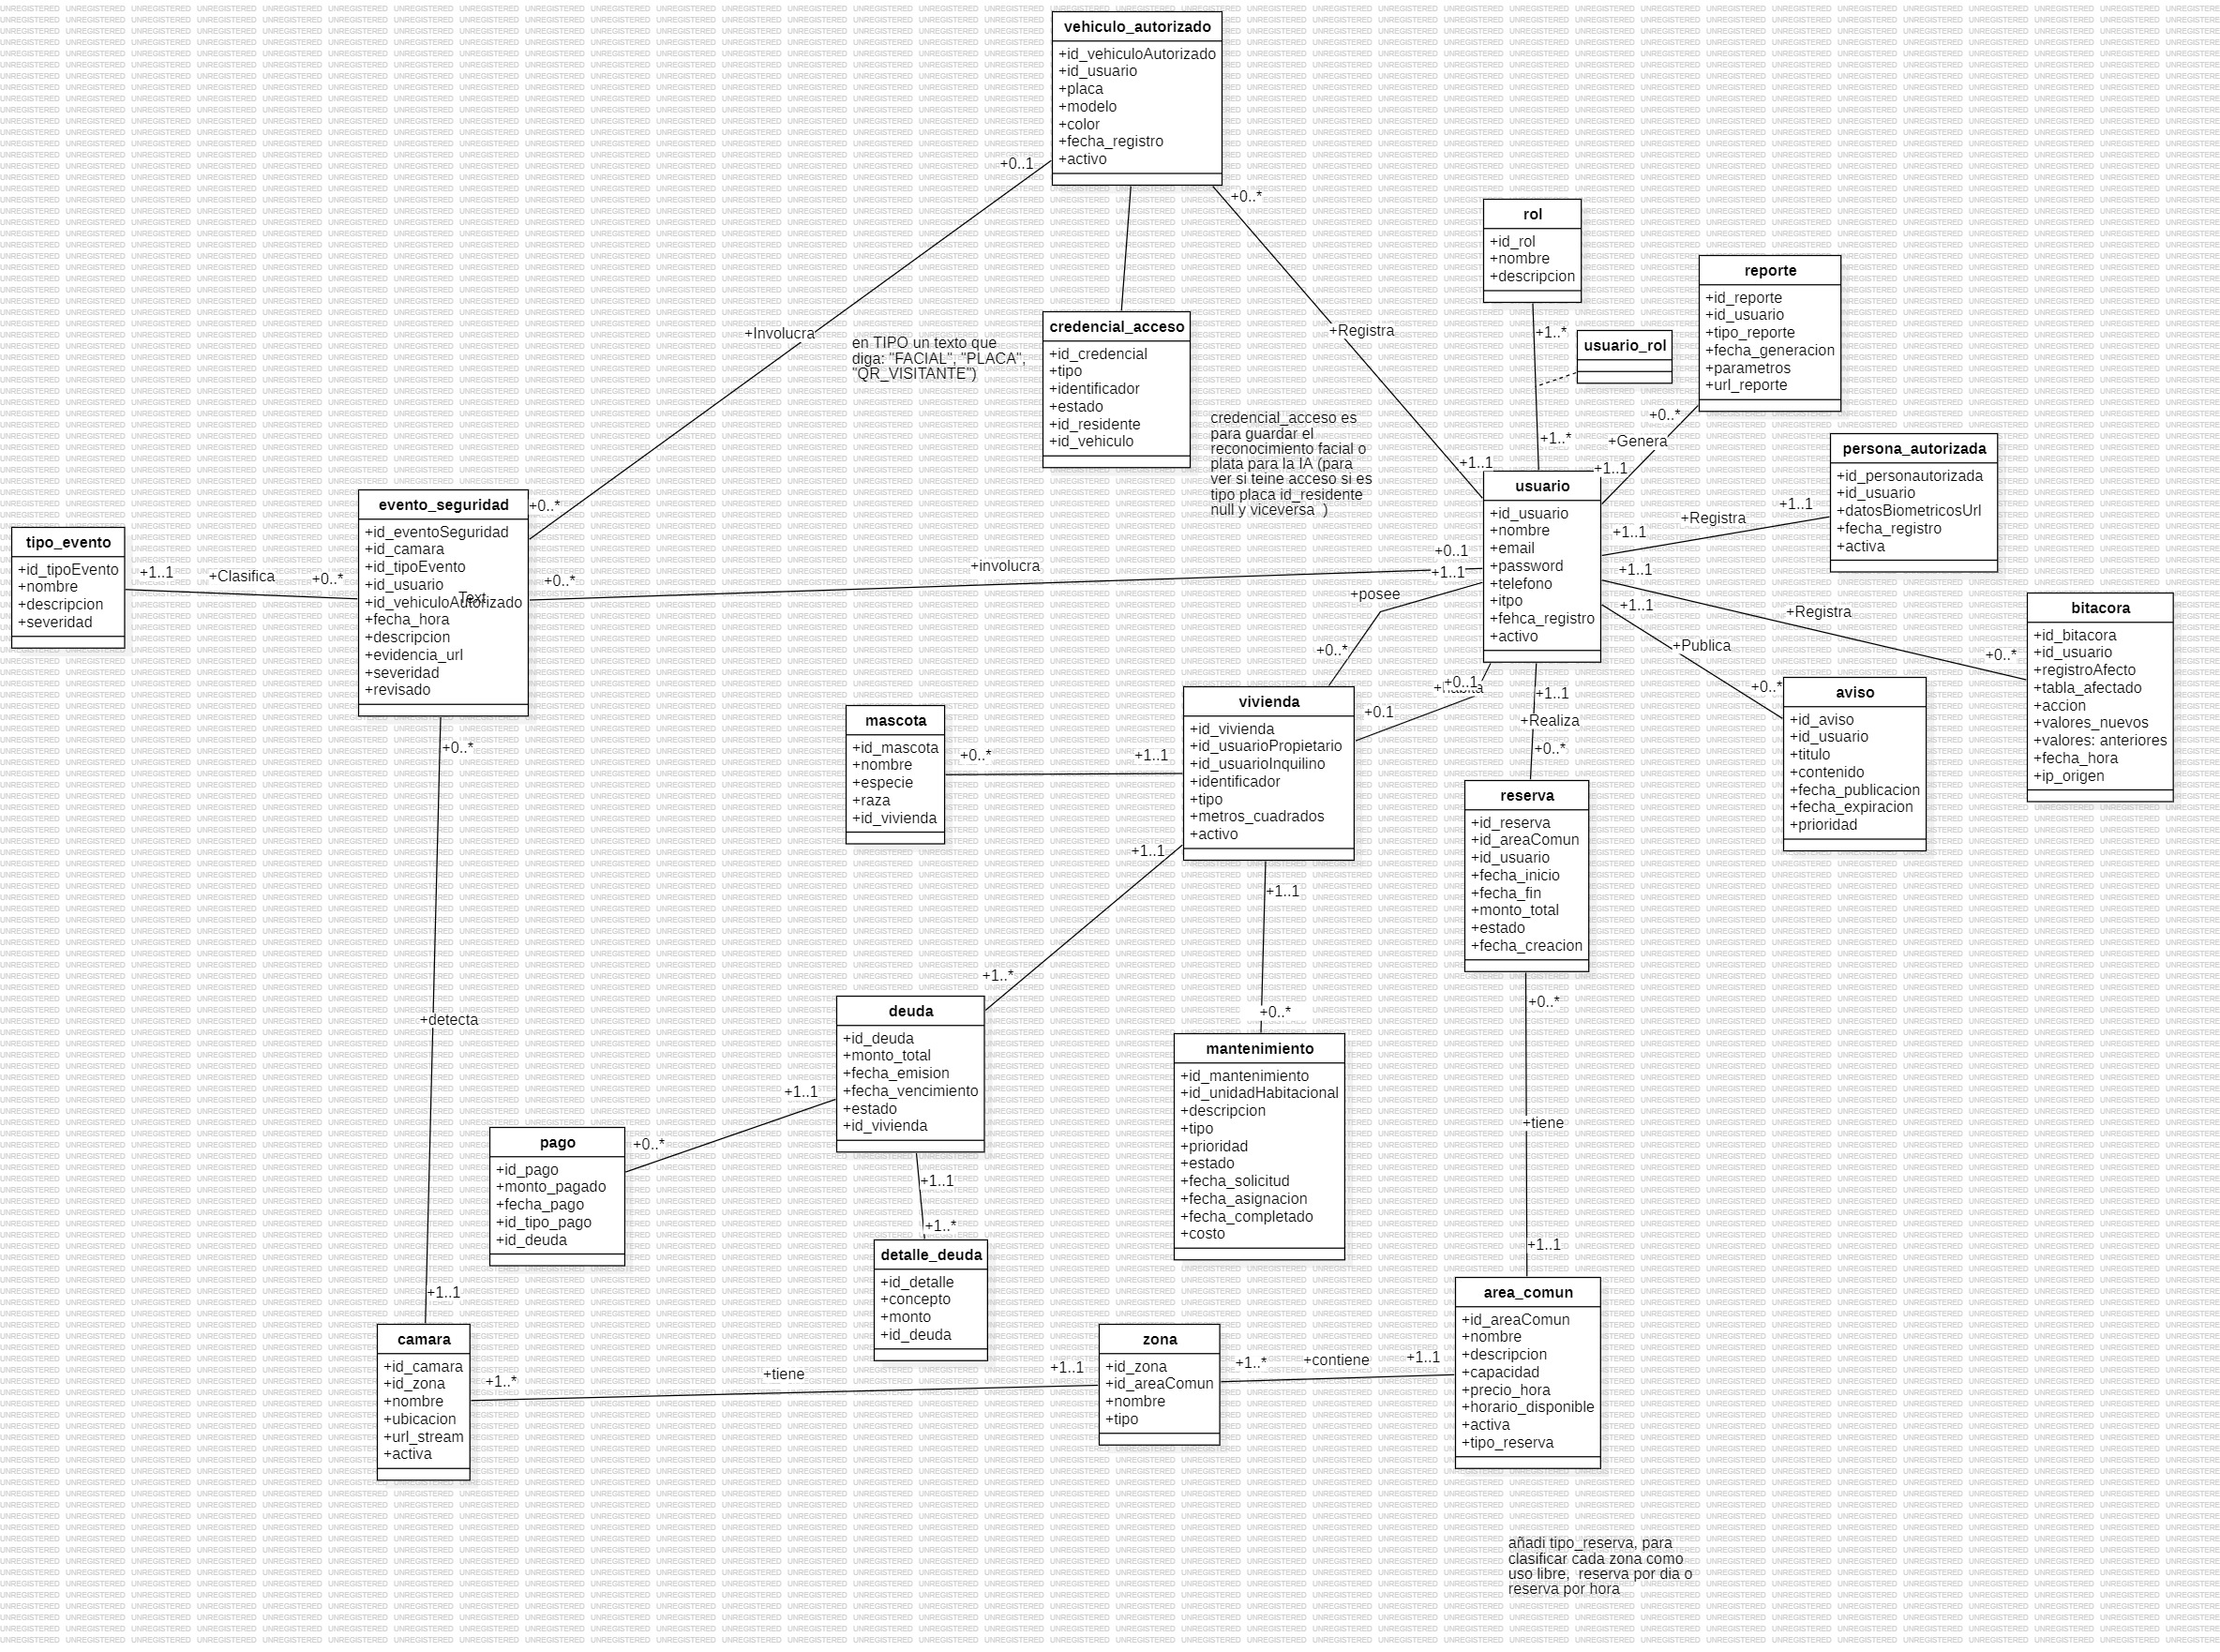 vehiculo_autorizado
+id_vehiculoAutorizado
+id_usuario
+placa
+modelo
+color
+fecha_registro
+activo
+0..1
+0..*
rol
+id_rol
+nombre
+descripcion
+1..*
usuario_rol
+1..*
reporte
+id_reporte
+id_usuario
+tipo_reporte
+fecha_generacion
+parametros
+url_reporte
+0..*
+Genera
+1..1
+Involucra
+Registra
+1..1
en TIPO un texto que
diga: "FACIAL", "PLACA",
"QR_VISITANTE")
credencial_acceso
+id_credencial
+tipo
+identificador
+estado
+id_residente
+id_vehiculo
credencial_acceso es
para guardar el
reconocimiento facial o
plata para la IA (para
ver si teine acceso si es
tipo placa id_residente
null y viceversa  )
persona_autorizada
+id_personautorizada
+id_usuario
+datosBiometricosUrl
+fecha_registro
+activa
+1..1
+Registra
+1..1
usuario
+id_usuario
+nombre
+email
+password
+telefono
+itpo
+fehca_registro
+activo
evento_seguridad
+id_eventoSeguridad
+id_camara
+id_tipoEvento
+id_usuario
+id_vehiculoAutorizado
+fecha_hora
+descripcion
+evidencia_url
+severidad
+revisado
Text
+0..*
+0..*
+involucra
+0..1
tipo_evento
+id_tipoEvento
+nombre
+descripcion
+severidad
+1..1
+Clasifica
+0..*
+1..1
+posee
+0..*
+1..1
+Registra
+0..*
bitacora
+id_bitacora
+id_usuario
+registroAfecto
+tabla_afectado
+accion
+valores_nuevos
+valores: anteriores
+fecha_hora
+ip_origen
+1..1
+Publica
+0..*
aviso
+id_aviso
+id_usuario
+titulo
+contenido
+fecha_publicacion
+fecha_expiracion
+prioridad
+0..1
+habita
+0.1
vivienda
+id_vivienda
+id_usuarioPropietario
+id_usuarioInquilino
+identificador
+tipo
+metros_cuadrados
+activo
mascota
+id_mascota
+nombre
+especie
+raza
+id_vivienda
+0..*
+1..1
+1..1
+Realiza
+0..*
reserva
+id_reserva
+id_areaComun
+id_usuario
+fecha_inicio
+fecha_fin
+monto_total
+estado
+fecha_creacion
+0..*
+tiene
+1..1
+0..*
+detecta
+1..1
+1..1
+1..*
deuda
+id_deuda
+monto_total
+fecha_emision
+fecha_vencimiento
+estado
+id_vivienda
+1..1
+0..*
mantenimiento
+id_mantenimiento
+id_unidadHabitacional
+descripcion
+tipo
+prioridad
+estado
+fecha_solicitud
+fecha_asignacion
+fecha_completado
+costo
+1..1
+0..*
pago
+id_pago
+monto_pagado
+fecha_pago
+id_tipo_pago
+id_deuda
+1..1
+1..*
detalle_deuda
+id_detalle
+concepto
+monto
+id_deuda
camara
+id_camara
+id_zona
+nombre
+ubicacion
+url_stream
+activa
+1..*
+tiene
+1..1
zona
+id_zona
+id_areaComun
+nombre
+tipo
+1..*
+contiene
+1..1
area_comun
+id_areaComun
+nombre
+descripcion
+capacidad
+precio_hora
+horario_disponible
+activa
+tipo_reserva
añadi tipo_reserva, para
clasificar cada zona como
uso libre,  reserva por dia o
reserva por hora
UNREGISTERED